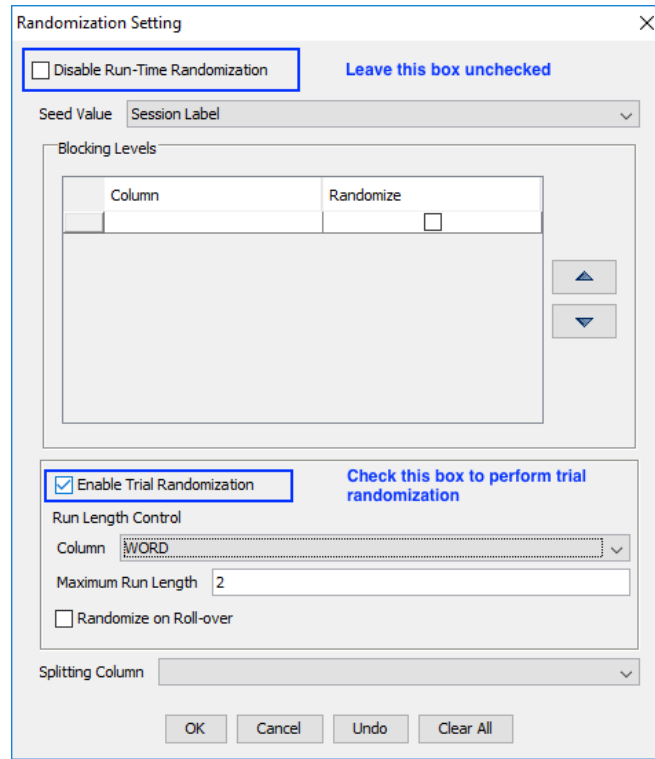 Randomization Setting
Disable Run-Time Randomization
Leave this box unchecked
Seed Value
Session Label
Blocking Levels
Column
Randomize
Enable Trial Randomization
Check this box to perform trial
randomization
Run Length Control
Column
WORD
Maximum Run Length
2
Randomize on Roll-over
Splitting Column
OK
Cancel
Undo
Clear All